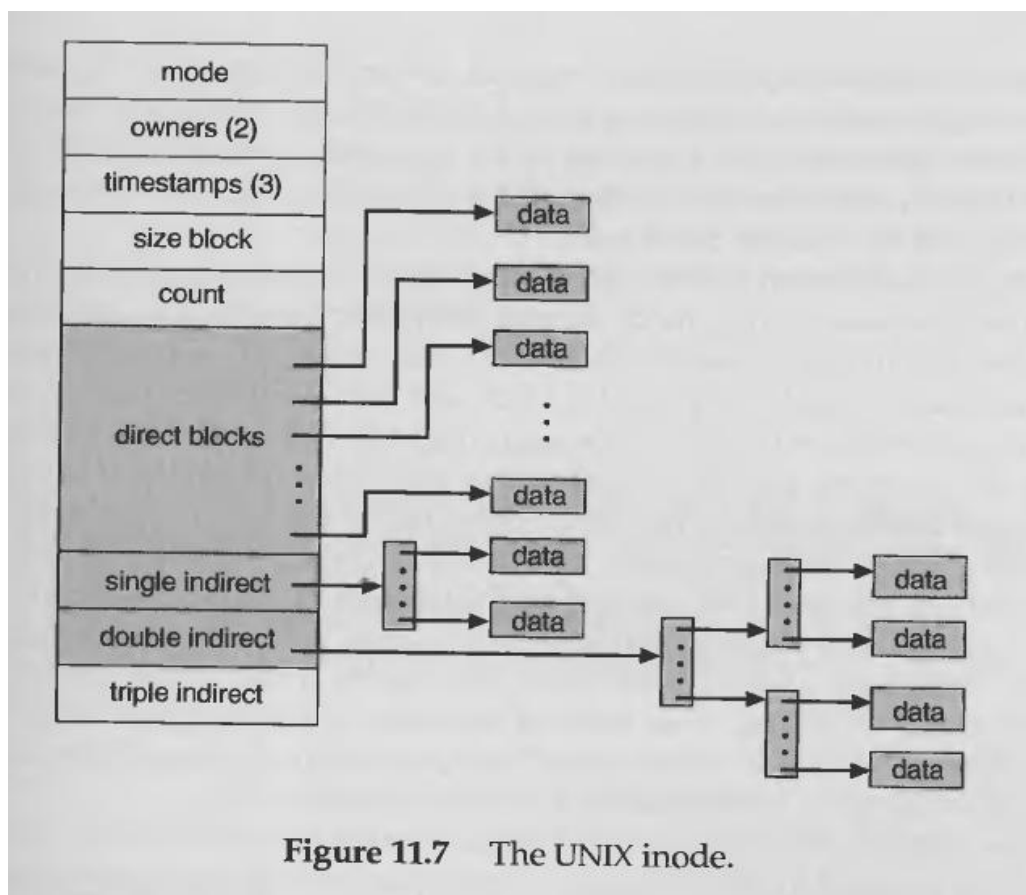 mode
owners (2)
timestamps (3)
size block
count
direct blocks
single indirect
double indirect
triple indirect
data
data
data
data
data
data
data
data
data
data
Figure 11.7 The UNIX inode.